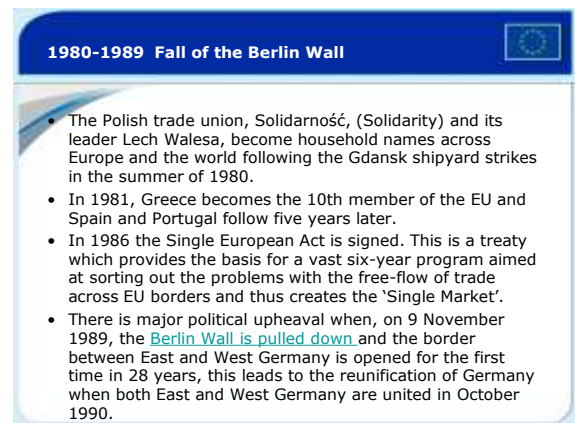 1980-1989 Fall of the Berlin Wall
• The Polish trade union, Solidarność, (Solidarity) and its
leader Lech Walesa, become household names across
Europe and the world following the Gdansk shipyard strikes
in the summer of 1980.
• In 1981, Greece becomes the 10th member of the EU and
Spain and Portugal follow five years later.
• In 1986 the Single European Act is signed. This is a treaty
which provides the basis for a vast six-year program aimed
at sorting out the problems with the free-flow of trade
across EU borders and thus creates the ‘Single Market’.
• There is major political upheaval when, on 9 November
1989, the Berlin Wall is pulled down and the border
between East and West Germany is opened for the first
time in 28 years, this leads to the reunification of Germany
when both East and West Germany are united in October
1990.